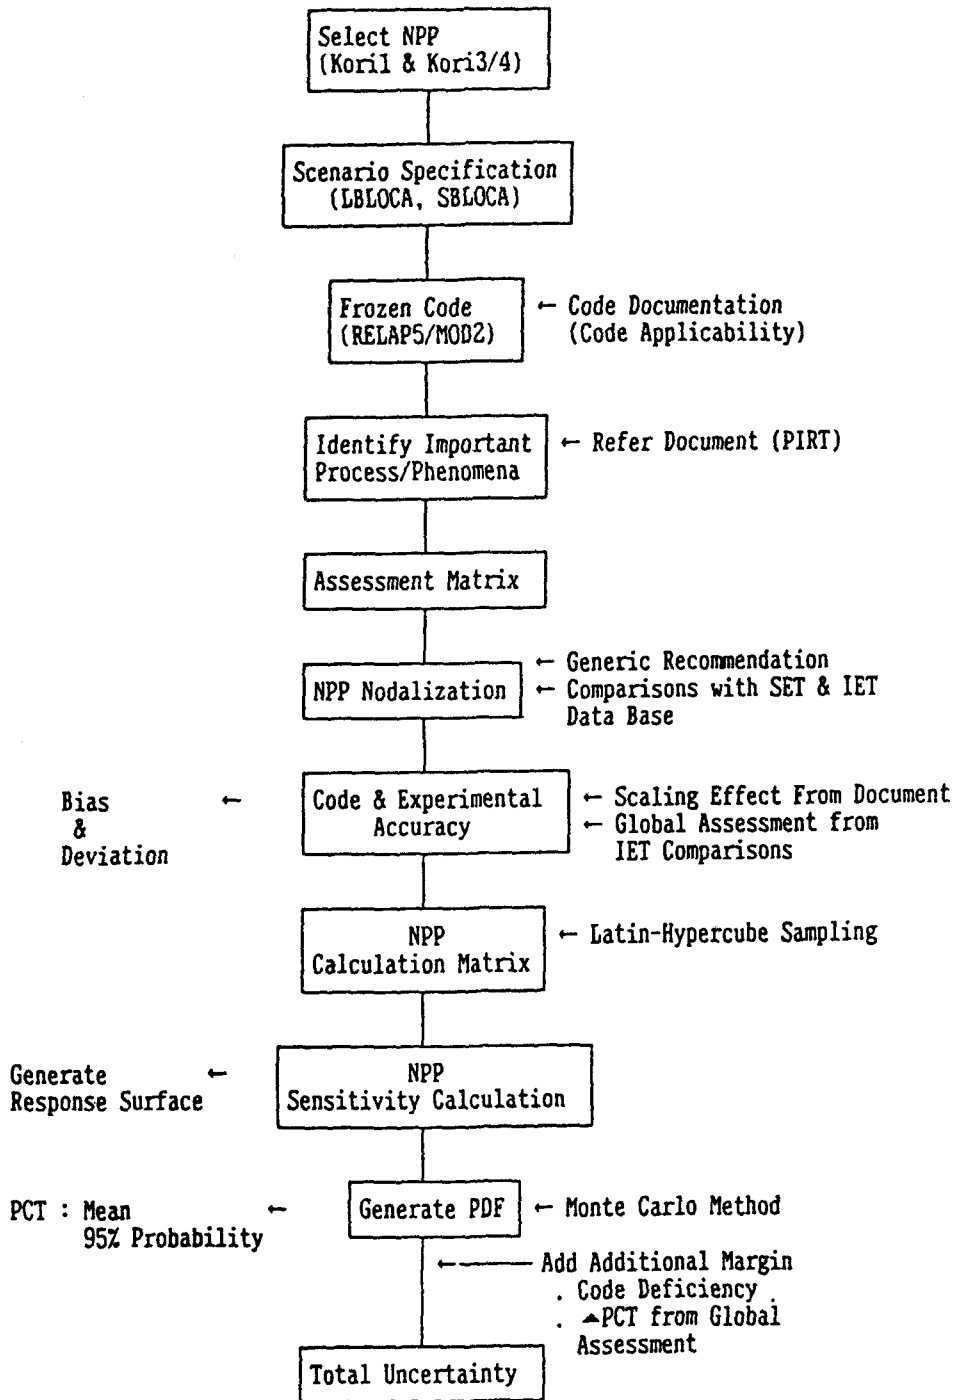 Select NPP
(Kori1 & Kori3/4)
Scenario Specification
(LBLOCA, SBLOCA)
Frozen Code
(RELAP5/MOD2)
← Code Documentation
(Code Applicability)
Identify Important
Process/Phenomena
← Refer Document (PIRT)
Assessment Matrix
NPP Nodalization
← Generic Recommendation
← Comparisons with SET & IET
Data Base
Bias
&
Deviation
←
Code & Experimental
Accuracy
← Scaling Effect From Document
← Global Assessment from
IET Comparisons
NPP
Calculation Matrix
← Latin-Hypercube Sampling
Generate
Response Surface
←
NPP
Sensitivity Calculation
PCT : Mean
95% Probability
←
Generate PDF
← Monte Carlo Method
← Add Additional Margin
. Code Deficiency .
. ▲PCT from Global
Assessment
Total Uncertainty